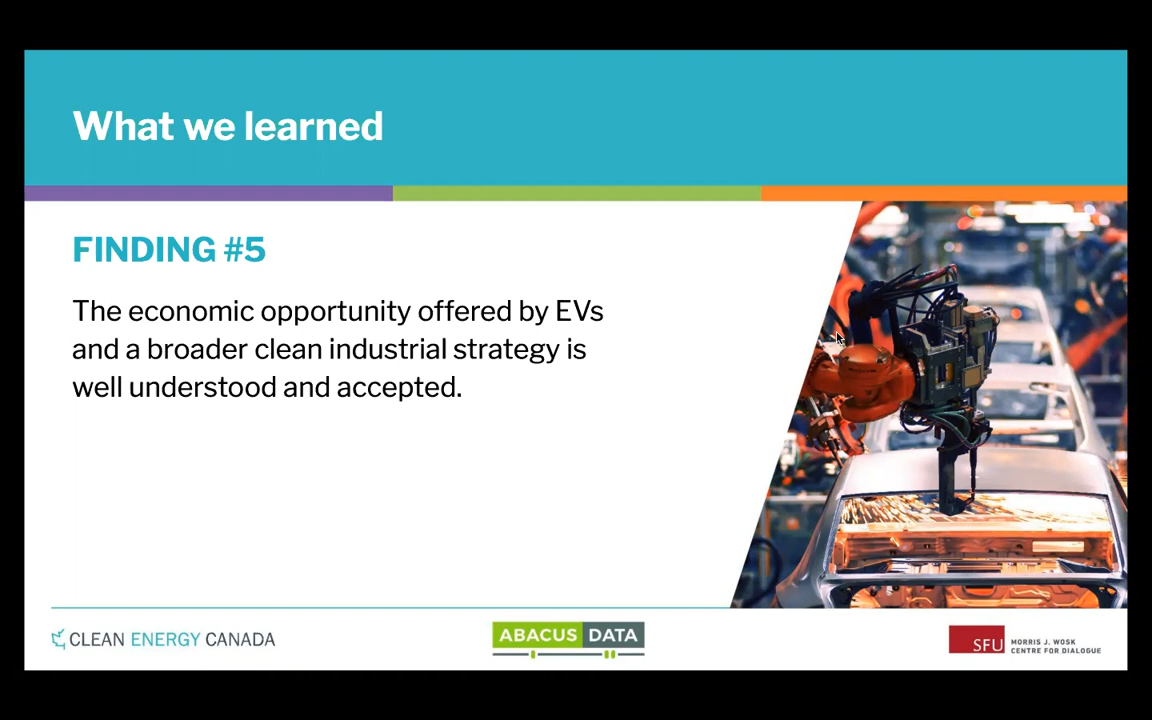 What we learned
FINDING #5
The economic opportunity offered by EVs
and a broader clean industrial strategy is
well understood and accepted.
CLEAN ENERGY CANADA
ABACUS DATA
SFU
MORRIS J. WOSK
CENTRE FOR DIALOGUE